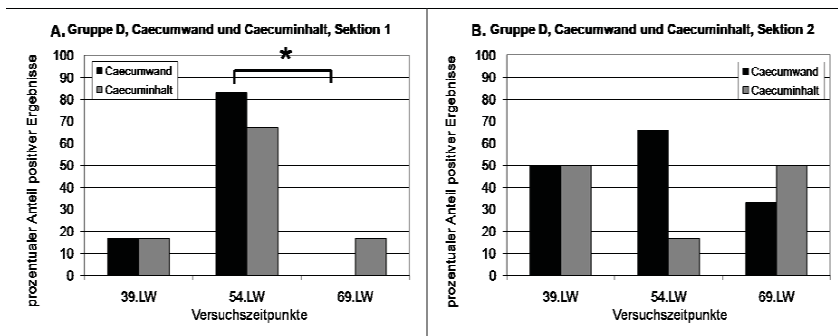 A. Gruppe D, Caecumwand und Caecuminhalt, Sektion 1
prozentualer Anteil positiver Ergebnisse
100
90
80
70
60
50
40
30
20
10
0
Caecumwand
Caecuminhalt
*
39.LW
54.LW
69.LW
Versuchszeitpunkte
B. Gruppe D, Caecumwand und Caecuminhalt, Sektion 2
prozentualer Anteil positiver Ergebnisse
100
90
80
70
60
50
40
30
20
10
0
Caecumwand
Caecuminhalt
39.LW
54.LW
69.LW
Versuchszeitpunkte